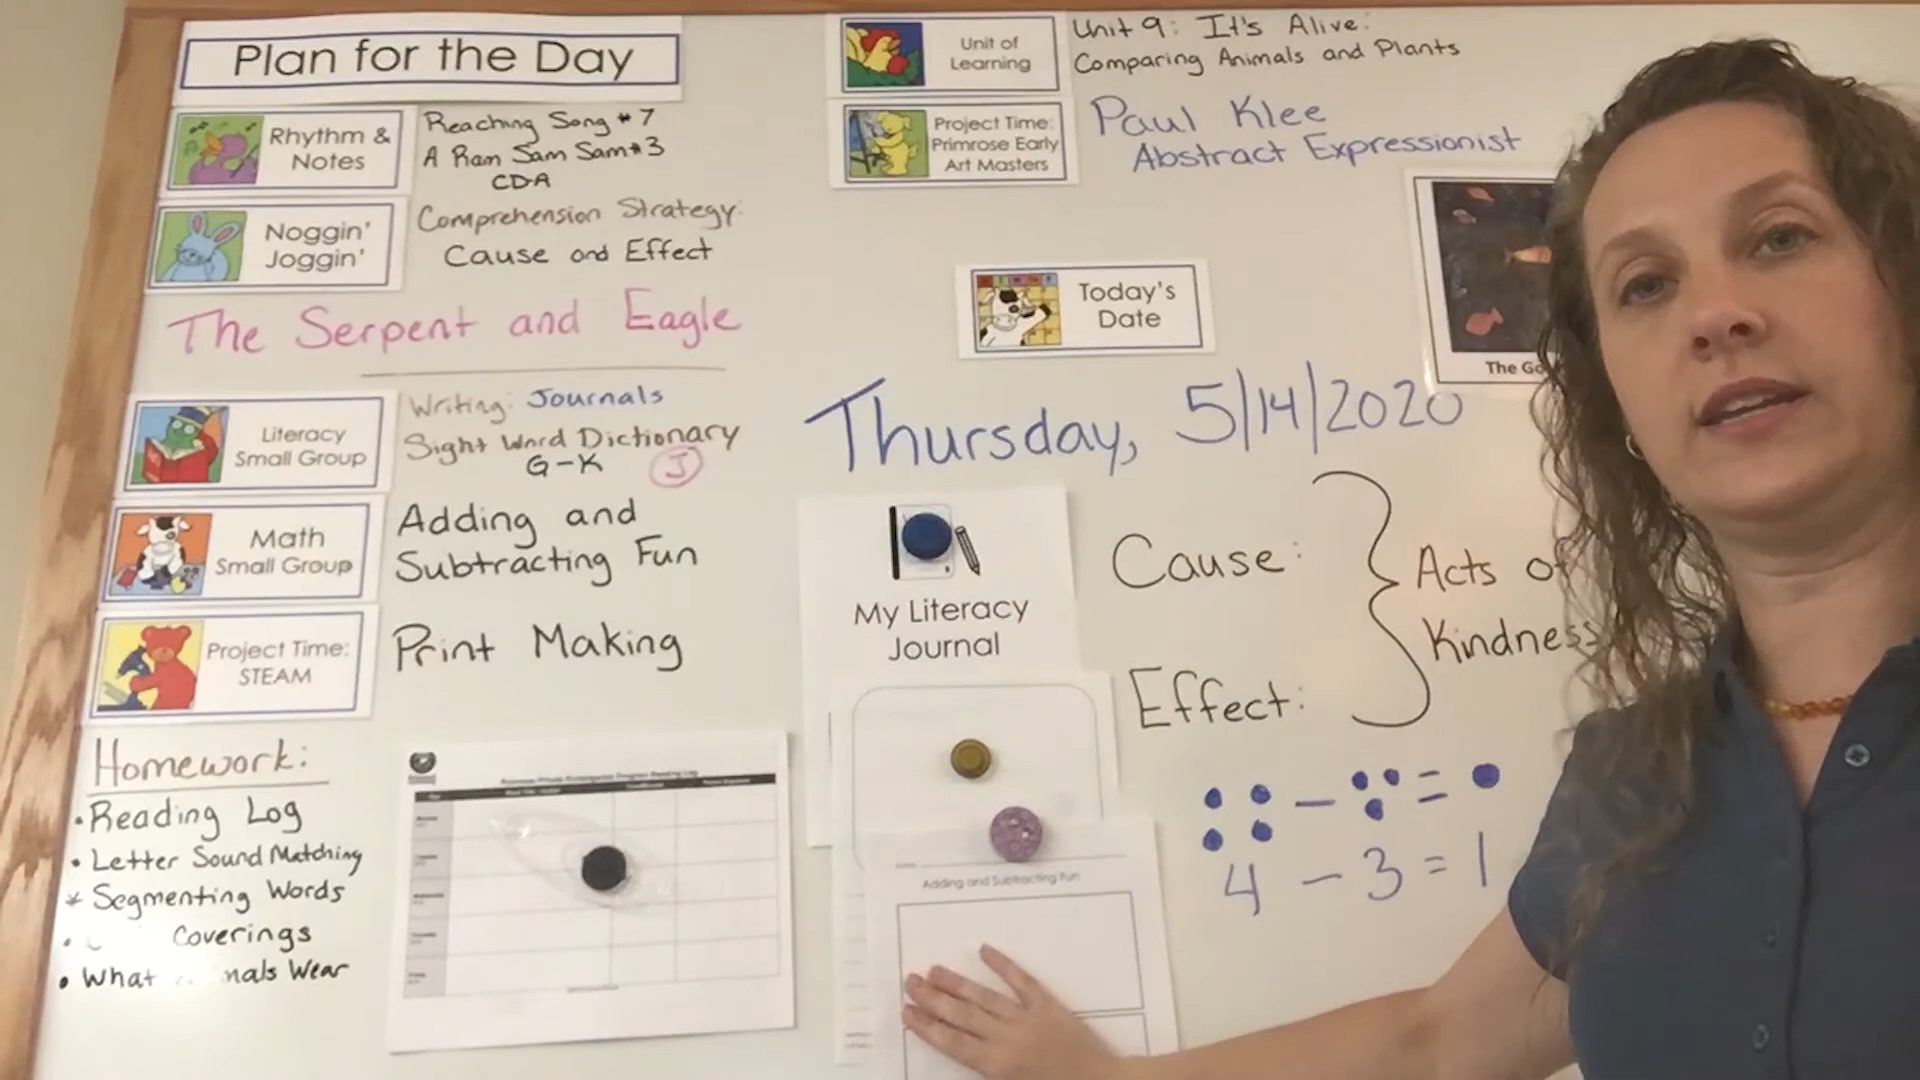 Plan for the Day
Rhythm &
Notes
Reaching Song #7
A Ram Sam Sam #3
CDA
Noggin'
Joggin'
Comprehension Strategy:
Cause and Effect
The Serpent and Eagle
Literacy
Small Group
Writing: Journals
Sight Word Dictionary
G-K J
Math
Small Group
Adding and
Subtracting Fun
Project Time:
STEAM
Print Making
Homework:
• Reading Log
• Letter Sound Matching
* Segmenting Words
• Coverings
• What Wear
Unit of
Learning
Unit 9: It's Alive:
Comparing Animals and Plants
Project Time:
Primrose Early
Art Masters
Paul Klee
Abstract Expressionist
The
Today's
Date
Thursday, 5/14/2020
My Literacy
Journal
Cause:
Effect:
Acts of
Kindness
Adding and Subtracting Fun
− =
4 − 3 = 1